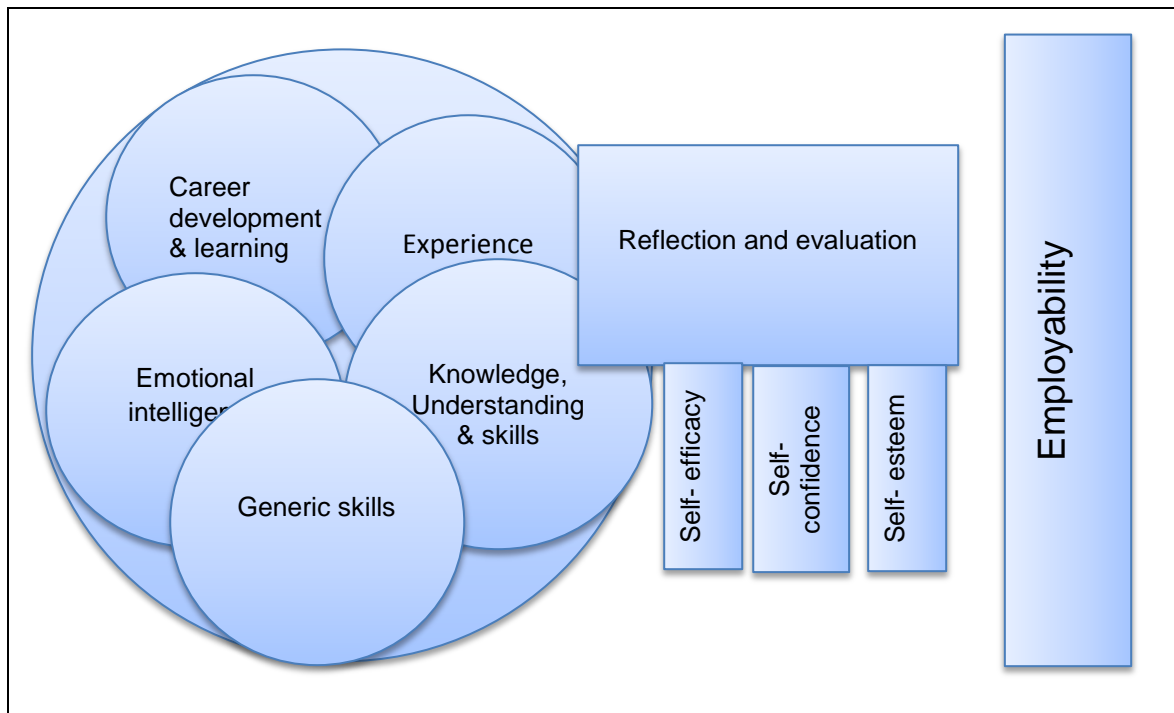 Career
development
& learning
Experience
Reflection and evaluation
Emotional
intelligen
Knowledge,
Understanding
& skills
Generic skills
Self- efficacy
Self-
confidence
Self- esteem
Employability